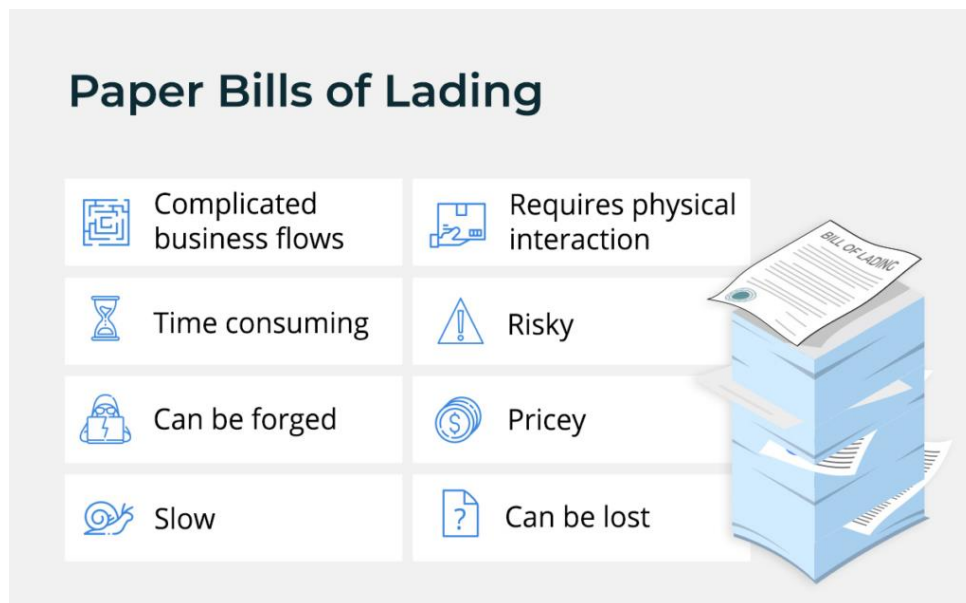 Paper Bills of Lading
Complicated
business flows
Requires physical
interaction
Time consuming
Risky
Can be forged
$
Pricey
Slow
?
Can be lost
BILL OF LADING